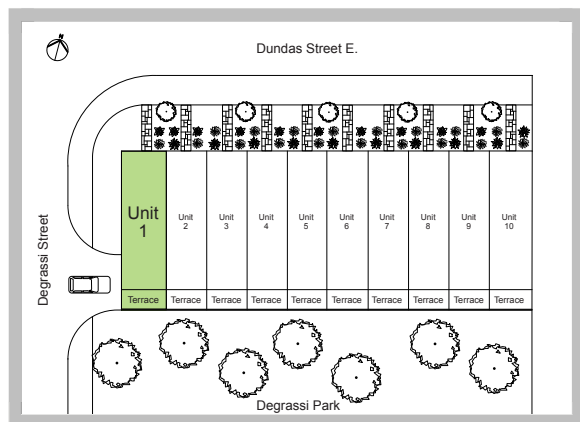 N
Dundas Street E.
Degrassi Street
Unit
1
Unit
2
Unit
3
Unit
4
Unit
5
Unit
6
Unit
7
Unit
8
Unit
9
Unit
10
Terrace Terrace Terrace Terrace Terrace Terrace Terrace Terrace Terrace Terrace
Degrassi Park